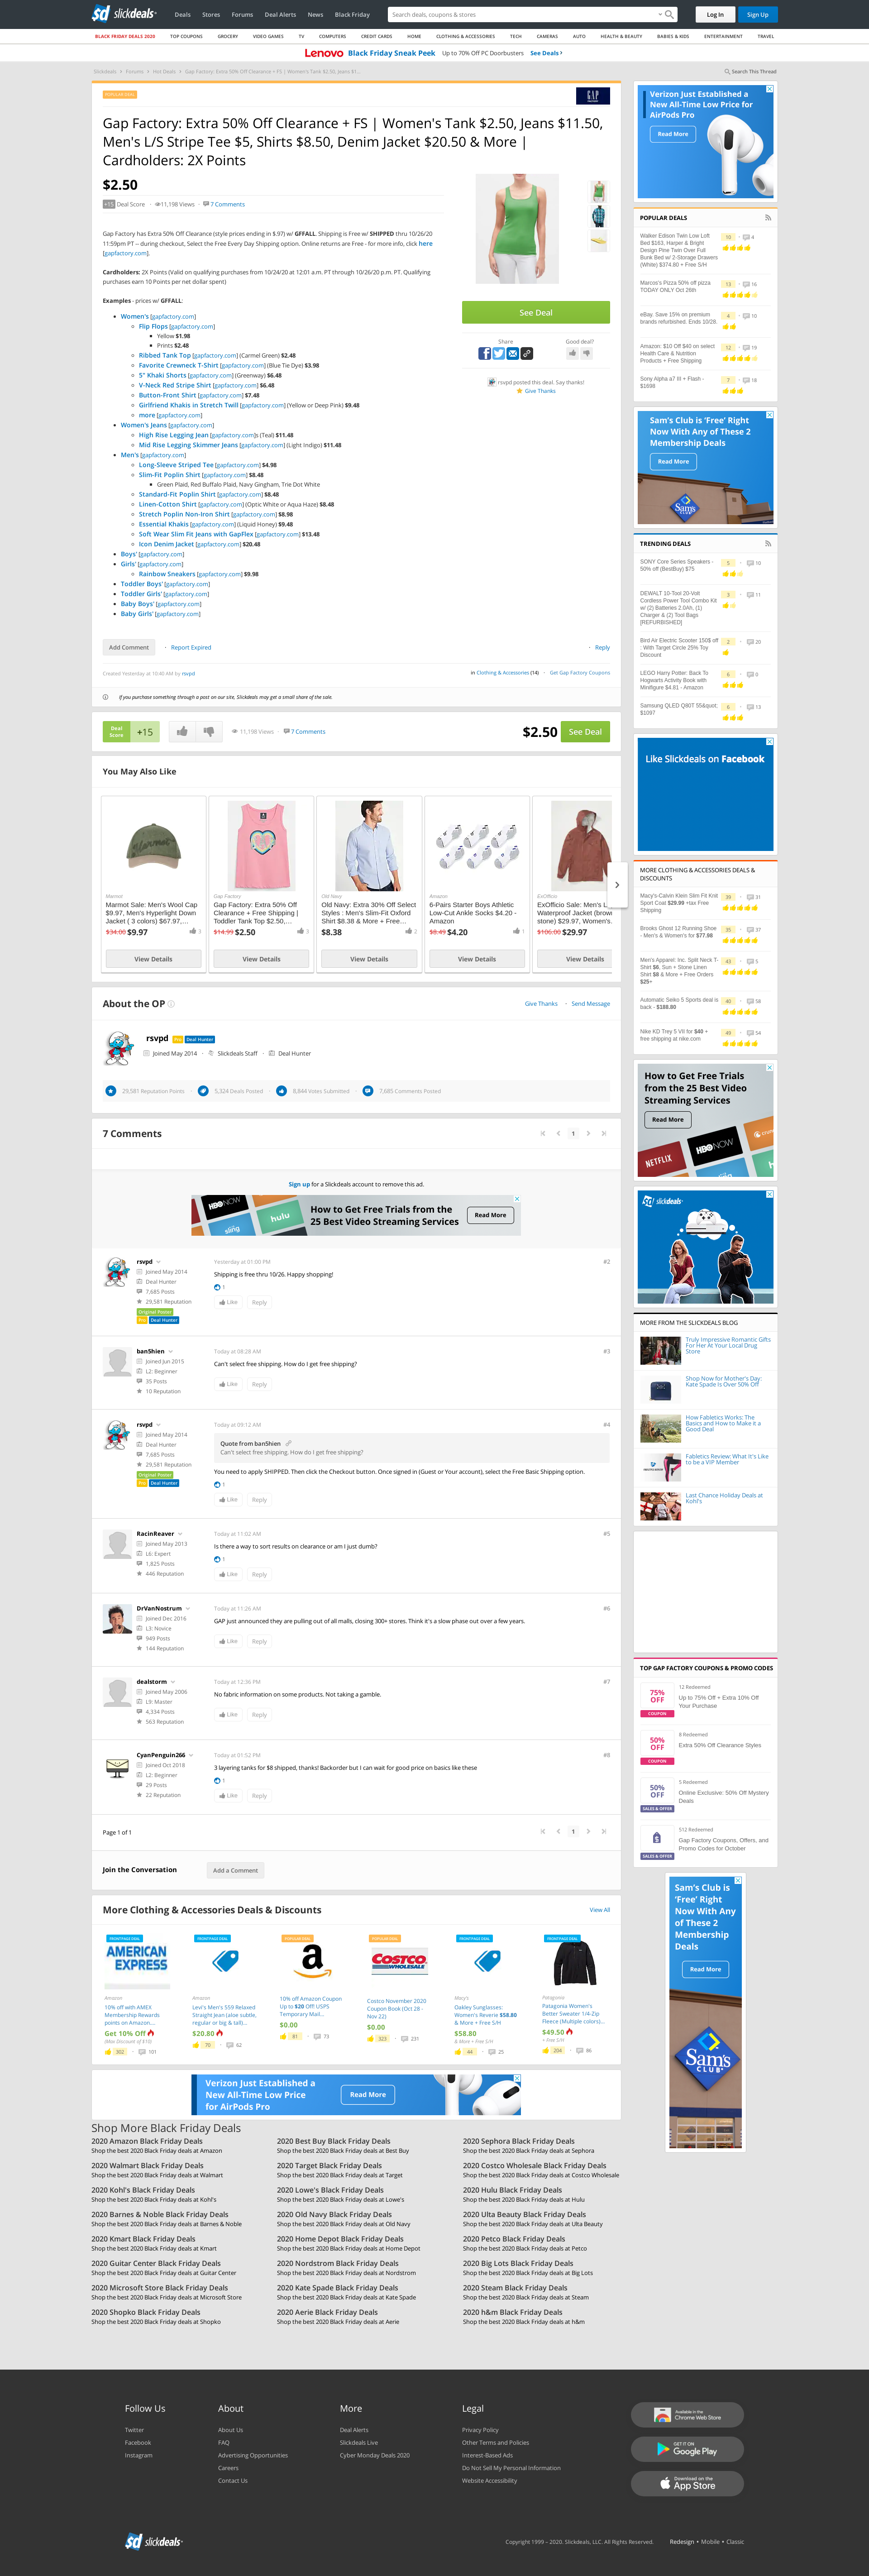 slickdeals
Deals
Stores
Forums
Deal Alerts
News
Black Friday
Search deals, coupons & stores
Log In
Sign Up
BLACK FRIDAY DEALS 2020
TOP COUPONS
GROCERY
VIDEO GAMES
TV
COMPUTERS
CREDIT CARDS
HOME
CLOTHING & ACCESSORIES
TECH
CAMERAS
AUTO
HEALTH & BEAUTY
BABIES & KIDS
ENTERTAINMENT
TRAVEL
Lenovo Black Friday Sneak Peek Up to 70% Off PC Doorbusters See Deals
Slickdeals
Forums
Hot Deals
Gap Factory: Extra 50% Off Clearance + FS | Women's Tank $2.50, Jeans $1...
Search This Thread
POPULAR DEAL
GAP
Gap Factory: Extra 50% Off Clearance + FS | Women's Tank $2.50, Jeans $11.50,
Men's L/S Stripe Tee $5, Shirts $8.50, Denim Jacket $20.50 & More |
Cardholders: 2X Points
$2.50
+15 Deal Score
11,198 Views
7 Comments
Gap Factory has Extra 50% Off Clearance (style prices ending in $.97) w/ GFFALL. Shipping is Free w/ SHIPPED thru 10/26/20
11:59pm PT -- during checkout, Select the Free Every Day Shipping option. Online returns are Free - for more info, click here
[gapfactory.com].
Cardholders: 2X Points (Valid on qualifying purchases from 10/24/20 at 12:01 a.m. PT through 10/26/20 p.m. PT. Qualifying
purchases earn 10 Points per net dollar spent)
Examples - prices w/ GFFALL:
Women's [gapfactory.com]
Flip Flops [gapfactory.com]
Yellow $1.98
Prints $2.48
Ribbed Tank Top [gapfactory.com] (Carmel Green) $2.48
Favorite Crewneck T-Shirt [gapfactory.com] (Blue Tie Dye) $3.98
5" Khaki Shorts [gapfactory.com] (Greenway) $6.48
V-Neck Red Stripe Shirt [gapfactory.com] $6.48
Button-Front Shirt [gapfactory.com] $7.48
Girlfriend Khakis in Stretch Twill [gapfactory.com] (Yellow or Deep Pink) $9.48
more [gapfactory.com]
Women's Jeans [gapfactory.com]
High Rise Legging Jean [gapfactory.com]s (Teal) $11.48
Mid Rise Legging Skimmer Jeans [gapfactory.com] (Light Indigo) $11.48
Men's [gapfactory.com]
Long-Sleeve Striped Tee [gapfactory.com] $4.98
Slim-Fit Poplin Shirt [gapfactory.com] $8.48
Green Plaid, Red Buffalo Plaid, Navy Gingham, Trie Dot White
Standard-Fit Poplin Shirt [gapfactory.com] $8.48
Linen-Cotton Shirt [gapfactory.com] (Optic White or Aqua Haze) $8.48
Stretch Poplin Non-Iron Shirt [gapfactory.com] $8.98
Essential Khakis [gapfactory.com] (Liquid Honey) $9.48
Soft Wear Slim Fit Jeans with GapFlex [gapfactory.com] $13.48
Icon Denim Jacket [gapfactory.com] $20.48
Boys' [gapfactory.com]
Girls' [gapfactory.com]
Rainbow Sneakers [gapfactory.com] $9.98
Toddler Boys' [gapfactory.com]
Toddler Girls' [gapfactory.com]
Baby Boys' [gapfactory.com]
Baby Girls' [gapfactory.com]
See Deal
Share
Good deal?
rsvpd posted this deal. Say thanks!
Give Thanks
Add Comment
Report Expired
Reply
Created Yesterday at 10:40 AM by rsvpd
in Clothing & Accessories (14)
Get Gap Factory Coupons
If you purchase something through a post on our site, Slickdeals may get a small share of the sale.
Deal Score +15
11,198 Views
7 Comments
$2.50
See Deal
You May Also Like
Marmot
Marmot Sale: Men's Wool Cap
$9.97, Men's Hyperlight Down
Jacket ( 3 colors) $67.97,...
$34.00 $9.97
3
View Details
Gap Factory
Gap Factory: Extra 50% Off
Clearance + Free Shipping |
Toddler Tank Top $2.50,...
$14.99 $2.50
3
View Details
Old Navy
Old Navy: Extra 30% Off Select
Styles : Men's Slim-Fit Oxford
Shirt $8.38 & More + Free...
$8.38
2
View Details
Amazon
6-Pairs Starter Boys Athletic
Low-Cut Ankle Socks $4.20 -
Amazon
$8.49 $4.20
1
View Details
ExOfficio
ExOfficio Sale: Men's L
Waterproof Jacket (brow
stone) $29.97, Women's.
$106.00 $29.97
View Details
About the OP
Give Thanks
Send Message
rsvpd Pro Deal Hunter
Joined May 2014
Slickdeals Staff
Deal Hunter
29,581 Reputation Points
5,324 Deals Posted
8,844 Votes Submitted
7,685 Comments Posted
7 Comments
1
Sign up for a Slickdeals account to remove this ad.
HBO NOW
sling
hulu
How to Get Free Trials from the
25 Best Video Streaming Services
Read More
rsvpd
Joined May 2014
Deal Hunter
7,685 Posts
29,581 Reputation
Original Poster
Pro Deal Hunter
Yesterday at 01:00 PM
#2
Shipping is free thru 10/26. Happy shopping!
1
Like
Reply
ban5hien
Joined Jun 2015
L2: Beginner
35 Posts
10 Reputation
Today at 08:28 AM
#3
Can't select free shipping. How do I get free shipping?
Like
Reply
rsvpd
Joined May 2014
Deal Hunter
7,685 Posts
29,581 Reputation
Original Poster
Pro Deal Hunter
Today at 09:12 AM
#4
Quote from ban5hien
Can't select free shipping. How do I get free shipping?
You need to apply SHIPPED. Then click the Checkout button. Once signed in (Guest or Your account), select the Free Basic Shipping option.
1
Like
Reply
RacinReaver
Joined May 2013
L6: Expert
1,825 Posts
446 Reputation
Today at 11:02 AM
#5
Is there a way to sort results on clearance or am I just dumb?
1
Like
Reply
DrVanNostrum
Joined Dec 2016
L3: Novice
949 Posts
144 Reputation
Today at 11:26 AM
#6
GAP just announced they are pulling out of all malls, closing 300+ stores. Think it's a slow phase out over a few years.
Like
Reply
dealstorm
Joined May 2006
L9: Master
4,334 Posts
563 Reputation
Today at 12:36 PM
#7
No fabric information on some products. Not taking a gamble.
Like
Reply
CyanPenguin266
Joined Oct 2018
L2: Beginner
29 Posts
22 Reputation
Today at 01:52 PM
#8
3 layering tanks for $8 shipped, thanks! Backorder but I can wait for good price on basics like these
1
Like
Reply
Page 1 of 1
1
Join the Conversation
Add a Comment
More Clothing & Accessories Deals & Discounts
View All
FRONTPAGE DEAL
AMERICAN EXPRESS
Amazon
10% off with AMEX
Membership Rewards
points on Amazon....
Get 10% Off
(Max Discount of $10)
302
101
FRONTPAGE DEAL
Amazon
Levi's Men's 559 Relaxed
Straight Jean (aloe subtle,
regular or big & tall)...
$20.80
70
62
POPULAR DEAL
10% off Amazon Coupon
Up to $20 Off! USPS
Temporary Mail...
$0.00
41
73
POPULAR DEAL
COSTCO WHOLESALE
Costco November 2020
Coupon Book (Oct 28 -
Nov 22)
$0.00
323
231
FRONTPAGE DEAL
Macy's
Oakley Sunglasses:
Women's Reverie $58.80
& More + Free S/H
$58.80
& More + Free S/H
44
25
FRONTPAGE DEAL
Patagonia
Patagonia Women's
Better Sweater 1/4-Zip
Fleece (Multiple colors)...
$49.50
+ Free S/H
204
86
Verizon Just Established a
New All-Time Low Price
for AirPods Pro
Read More
Shop More Black Friday Deals
2020 Amazon Black Friday Deals
Shop the best 2020 Black Friday deals at Amazon
2020 Best Buy Black Friday Deals
Shop the best 2020 Black Friday deals at Best Buy
2020 Sephora Black Friday Deals
Shop the best 2020 Black Friday deals at Sephora
2020 Walmart Black Friday Deals
Shop the best 2020 Black Friday deals at Walmart
2020 Target Black Friday Deals
Shop the best 2020 Black Friday deals at Target
2020 Costco Wholesale Black Friday Deals
Shop the best 2020 Black Friday deals at Costco Wholesale
2020 Kohl's Black Friday Deals
Shop the best 2020 Black Friday deals at Kohl's
2020 Lowe's Black Friday Deals
Shop the best 2020 Black Friday deals at Lowe's
2020 Hulu Black Friday Deals
Shop the best 2020 Black Friday deals at Hulu
2020 Barnes & Noble Black Friday Deals
Shop the best 2020 Black Friday deals at Barnes & Noble
2020 Old Navy Black Friday Deals
Shop the best 2020 Black Friday deals at Old Navy
2020 Ulta Beauty Black Friday Deals
Shop the best 2020 Black Friday deals at Ulta Beauty
2020 Kmart Black Friday Deals
Shop the best 2020 Black Friday deals at Kmart
2020 Home Depot Black Friday Deals
Shop the best 2020 Black Friday deals at Home Depot
2020 Petco Black Friday Deals
Shop the best 2020 Black Friday deals at Petco
2020 Guitar Center Black Friday Deals
Shop the best 2020 Black Friday deals at Guitar Center
2020 Nordstrom Black Friday Deals
Shop the best 2020 Black Friday deals at Nordstrom
2020 Big Lots Black Friday Deals
Shop the best 2020 Black Friday deals at Big Lots
2020 Microsoft Store Black Friday Deals
Shop the best 2020 Black Friday deals at Microsoft Store
2020 Kate Spade Black Friday Deals
Shop the best 2020 Black Friday deals at Kate Spade
2020 Steam Black Friday Deals
Shop the best 2020 Black Friday deals at Steam
2020 Shopko Black Friday Deals
Shop the best 2020 Black Friday deals at Shopko
2020 Aerie Black Friday Deals
Shop the best 2020 Black Friday deals at Aerie
2020 h&m Black Friday Deals
Shop the best 2020 Black Friday deals at h&m
Verizon Just Established a
New All-Time Low Price for
AirPods Pro
Read More
POPULAR DEALS
Walker Edison Twin Low Loft
Bed $163, Harper & Bright
Design Pine Twin Over Full
Bunk Bed w/ 2-Storage Drawers
(White) $374.80 + Free S/H
10
4
Marcos's Pizza 50% off pizza
TODAY ONLY Oct 26th
13
16
eBay. Save 15% on premium
brands refurbished. Ends 10/28.
4
10
Amazon: $10 Off $40 on select
Health Care & Nutrition
Products + Free Shipping
12
19
Sony Alpha a7 III + Flash -
$1698
7
18
Sam's Club is 'Free' Right
Now With Any of These 2
Membership Deals
Read More
Sam's
TRENDING DEALS
SONY Core Series Speakers -
50% off (BestBuy) $75
5
10
DEWALT 10-Tool 20-Volt
Cordless Power Tool Combo Kit
w/ (2) Batteries 2.0/Ah, (1)
Charger & (2) Tool Bags
[REFURBISHED]
3
11
Bird Air Electric Scooter 150$ off
: With Target Circle 25% Toy
Discount
2
20
LEGO Harry Potter: Back To
Hogwarts Activity Book with
Minifigure $4.81 - Amazon
6
0
Samsung QLED Q80T 55&quot;
$1097
6
13
Like Slickdeals on Facebook
MORE CLOTHING & ACCESSORIES DEALS &
DISCOUNTS
Macy's Calvin Klein Slim Fit Knit
Sport Coat $29.99 +tax Free
Shipping
39
31
Brooks Ghost 12 Running Shoe
- Men's & Women's for $77.98
35
37
Men's Apparel: Inc. Split Neck T-
Shirt $6, Sun + Stone Linen
Shirt $8 & More + Free Orders
$25+
43
5
Automatic Seiko 5 Sports deal is
back - $188.80
40
58
Nike KD Trey 5 VII for $40 +
free shipping at nike.com
49
54
How to Get Free Trials
from the 25 Best Video
Streaming Services
Read More
NETFLIX
slickdeals
MORE FROM THE SLICKDEALS BLOG
Truly Impressive Romantic Gifts
For Her At Your Local Drug
Store
Shop Now for Mother's Day:
Kate Spade Is Over 50% Off
How Fabletics Works: The
Basics and How to Make it a
Good Deal
Fabletics Review: What It's Like
to be a VIP Member
Last Chance Holiday Deals at
Kohl's
TOP GAP FACTORY COUPONS & PROMO CODES
75%
OFF
COUPON
12 Redeemed
Up to 75% Off + Extra 10% Off
Your Purchase
50%
OFF
COUPON
8 Redeemed
Extra 50% Off Clearance Styles
50%
OFF
SALES & OFFER
5 Redeemed
Online Exclusive: 50% Off Mystery
Deals
SALES & OFFER
512 Redeemed
Gap Factory Coupons, Offers, and
Promo Codes for October
Sam's Club is
'Free' Right
Now With Any
of These 2
Membership
Deals
Read More
Sam's
Follow Us
Twitter
Facebook
Instagram
About
About Us
FAQ
Advertising Opportunities
Careers
Contact Us
More
Deal Alerts
Slickdeals Live
Cyber Monday Deals 2020
Legal
Privacy Policy
Other Terms and Policies
Interest-Based Ads
Do Not Sell My Personal Information
Website Accessibility
Available in the
Chrome Web Store
GET IT ON
Google Play
Download on the
App Store
slickdeals
Copyright 1999 - 2020, Slickdeals, LLC. All Rights Reserved.
Redesign • Mobile • Classic